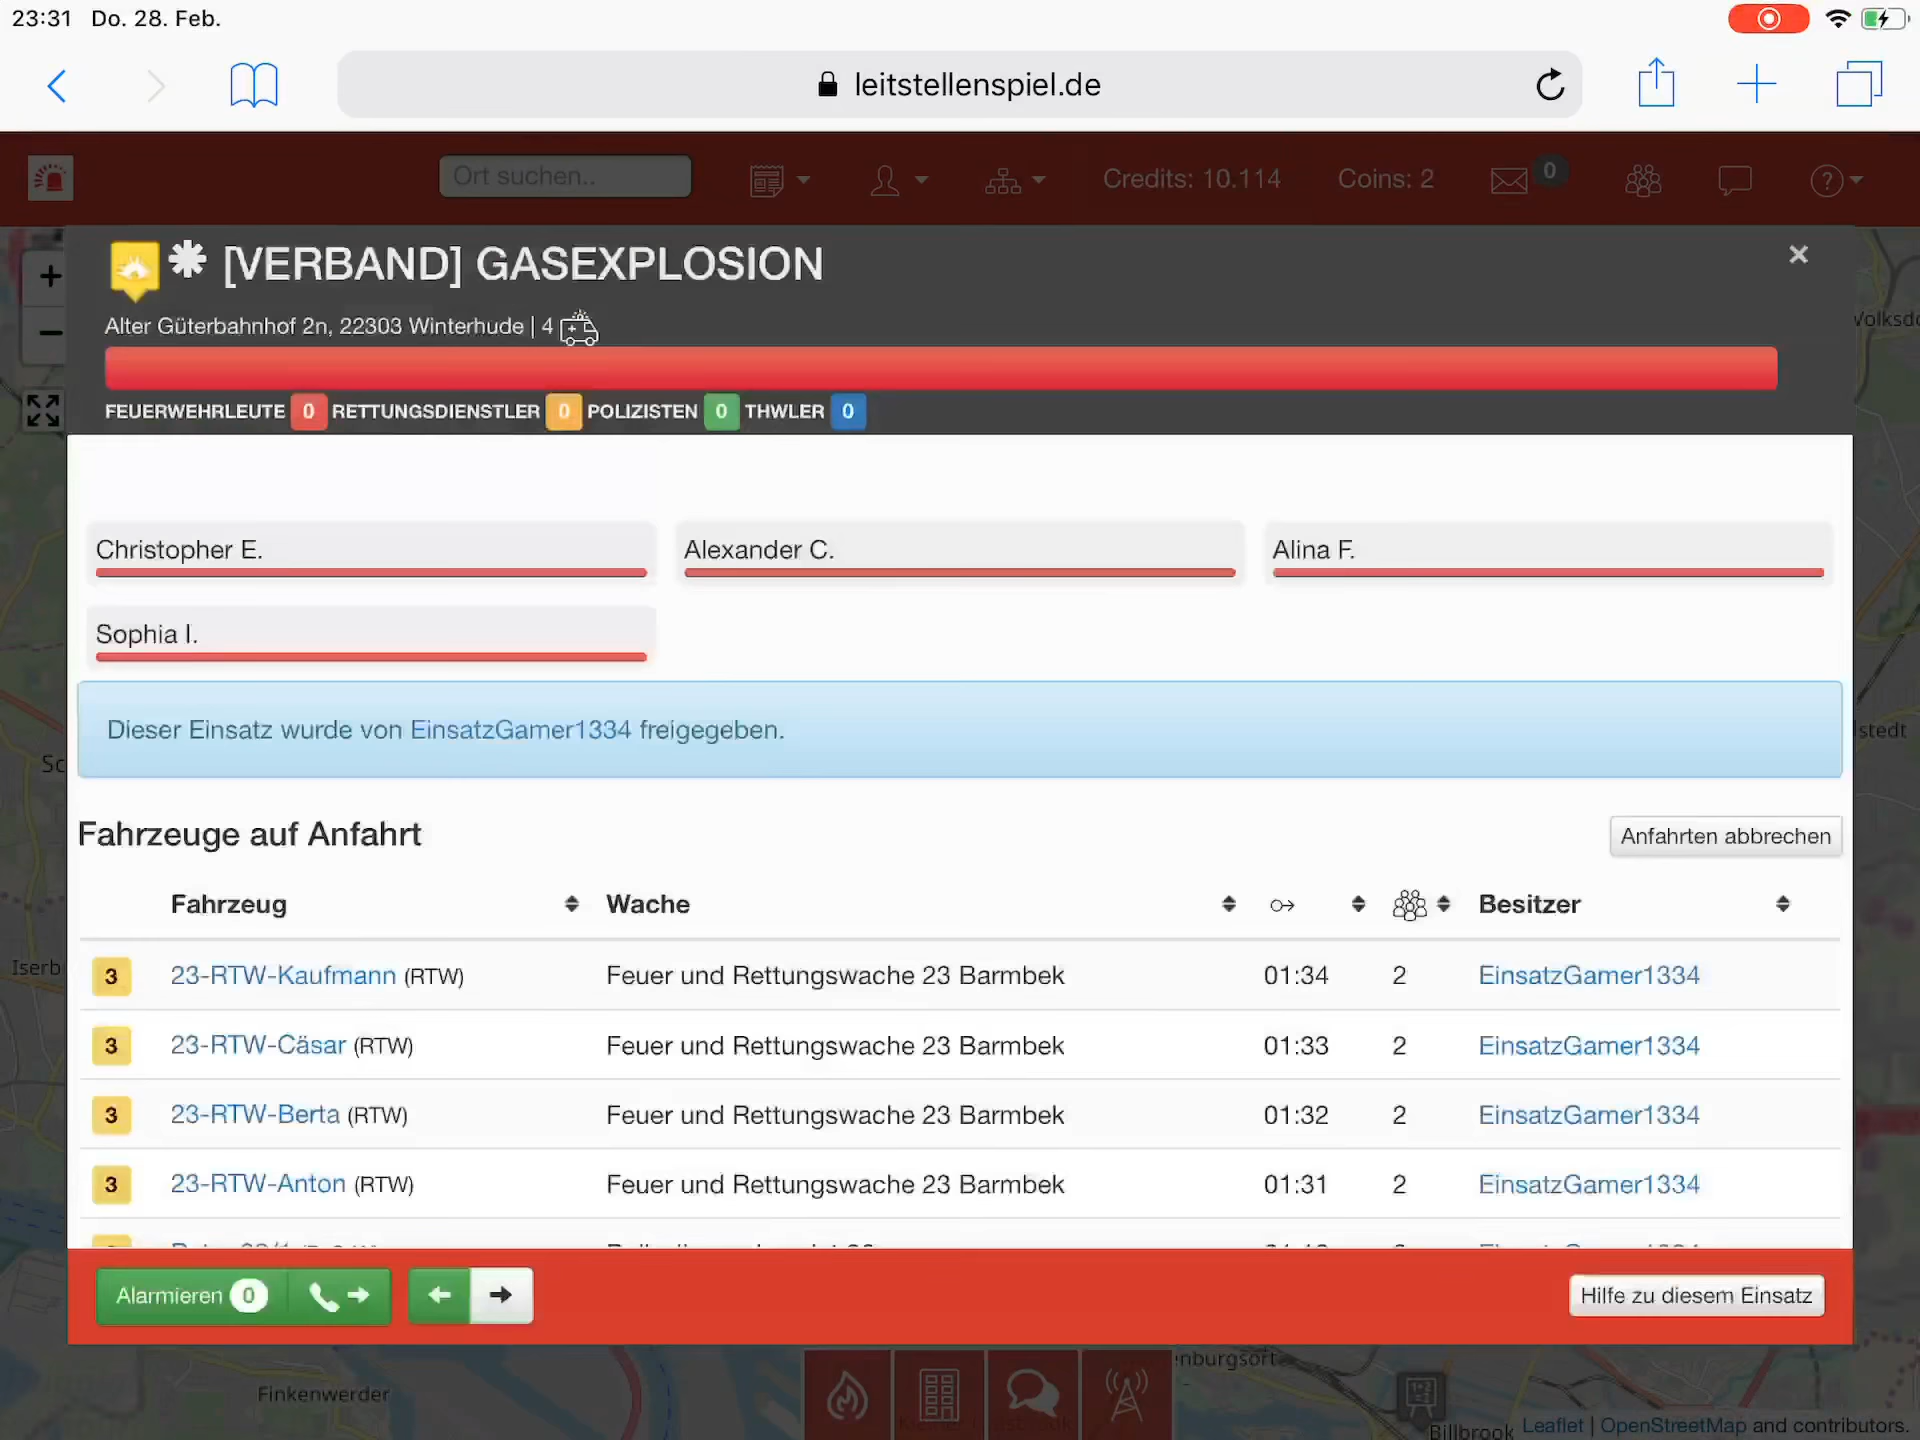 23:31 Do. 28. Feb.
leitstellenspiel.de
Ort suchen..
Credits: 10.114
Coins: 2
0
[VERBAND] GASEXPLOSION
Alter Güterbahnhof 2n, 22303 Winterhude | 4
FEUERWEHRLEUTE 0 RETTUNGSDIENSTLER 0 POLIZISTEN 0 THWLER 0
Christopher E.
Alexander C.
Alina F.
Sophia I.
Dieser Einsatz wurde von EinsatzGamer1334 freigegeben.
Fahrzeuge auf Anfahrt
Anfahrten abbrechen
Fahrzeug Wache Besitzer
3 23-RTW-Kaufmann (RTW) Feuer und Rettungswache 23 Barmbek 01:34 2 EinsatzGamer1334
3 23-RTW-Cäsar (RTW) Feuer und Rettungswache 23 Barmbek 01:33 2 EinsatzGamer1334
3 23-RTW-Berta (RTW) Feuer und Rettungswache 23 Barmbek 01:32 2 EinsatzGamer1334
3 23-RTW-Anton (RTW) Feuer und Rettungswache 23 Barmbek 01:31 2 EinsatzGamer1334
Alarmieren 0
Hilfe zu diesem Einsatz
Finkenwerder
Billbrook
Leaflet | OpenStreetMap and contributors.